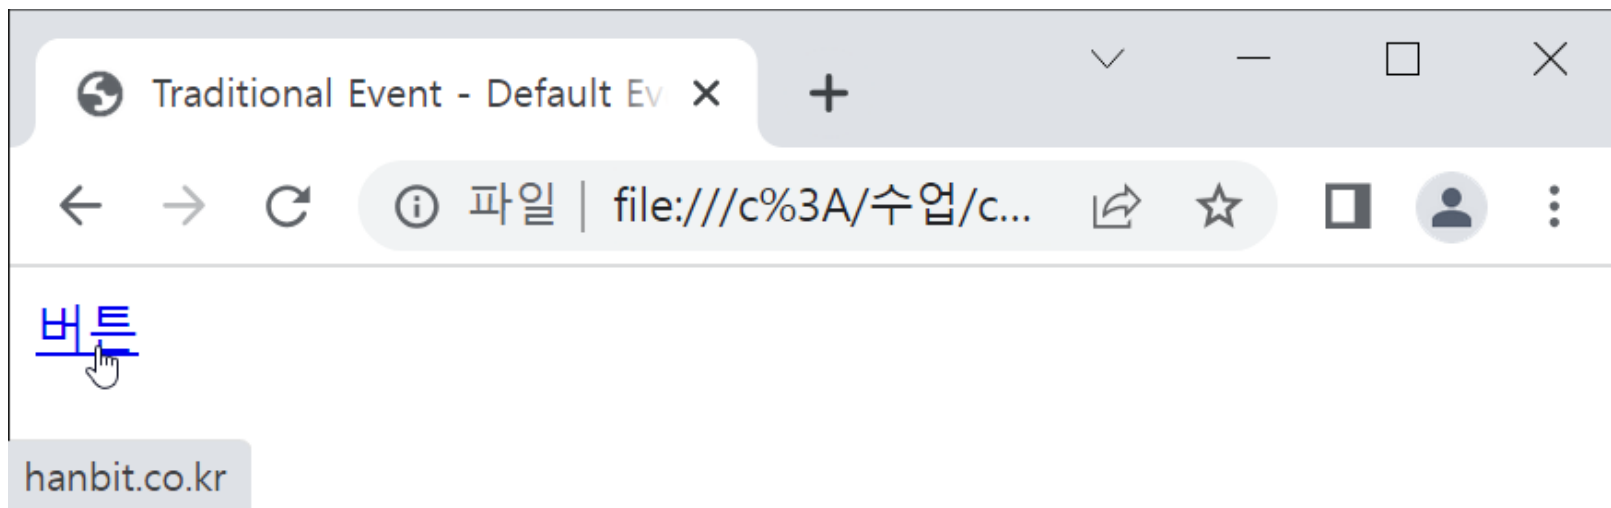 Traditional Event - Default Ev
파일 | file:///c%3A/수업/c...
버튼
hanbit.co.kr